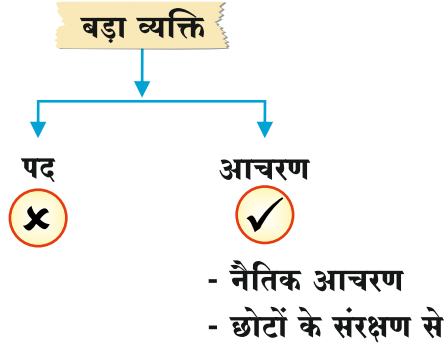 बड़ा व्यक्ति
पद
आचरण
- नैतिक आचरण
- छोटों के संरक्षण से